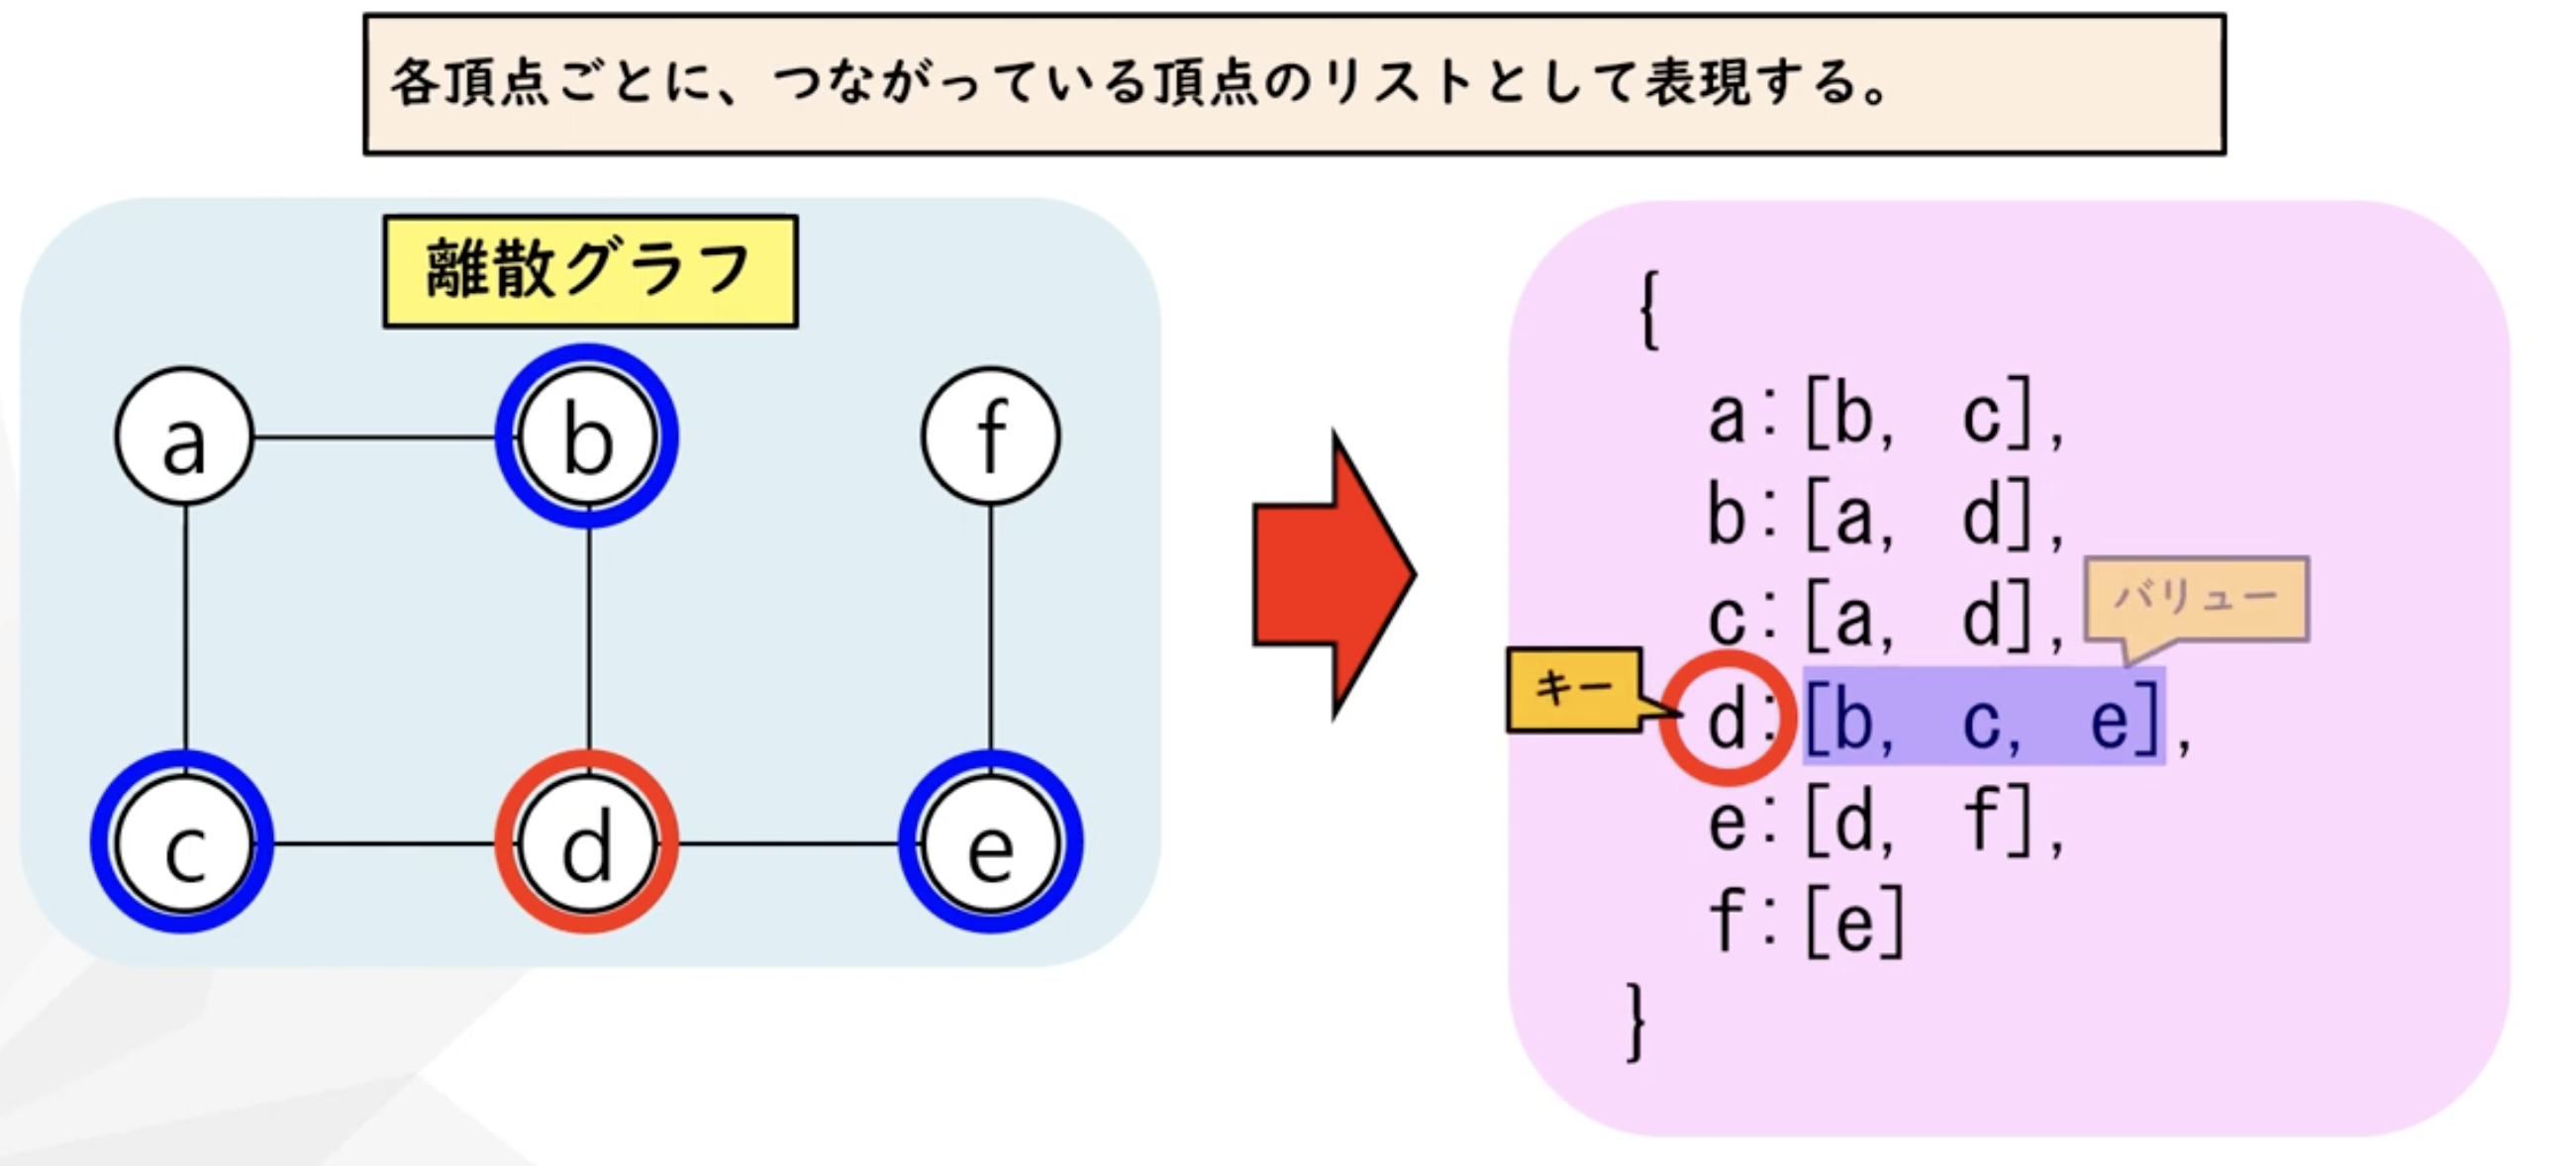 各頂点ごとに、つながっている頂点のリストとして表現する。
離散グラフ
a
b
f
c
d
e
{
a:[b, c],
b:[a, d],
c:[a, d],
バリュー
キー
d:[b, c, e],
e:[d, f],
f:[e]
}